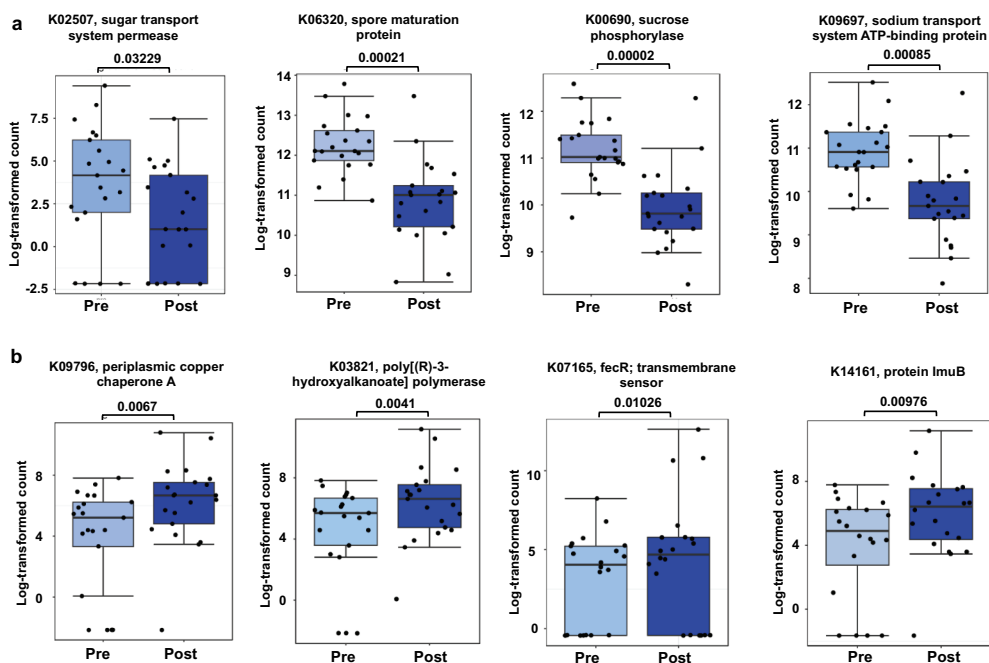 a
K02507, sugar transport
system permease
K06320, spore maturation
protein
K00690, sucrose
phosphorylase
K09697, sodium transport
system ATP-binding protein
0.03229
0.00021
0.00002
0.00085
Log-transformed count
7.5
5.0
2.5
0.0
-2.5
Pre
Post
Log-transformed count
14
13
12
11
10
9
Pre
Post
Log-transformed count
12
11
10
9
Pre
Post
Log-transformed count
12
11
10
9
8
Pre
Post
b
K09796, periplasmic copper
chaperone A
K03821, poly[(R)-3-
hydroxyalkanoate] polymerase
K07165, fecR; transmembrane
sensor
K14161, protein ImuB
0.0067
0.0041
0.01026
0.00976
Log-transformed count
8
4
0
Pre
Post
Log-transformed count
8
4
0
Pre
Post
Log-transformed count
10
5
0
Pre
Post
Log-transformed count
8
4
0
Pre
Post